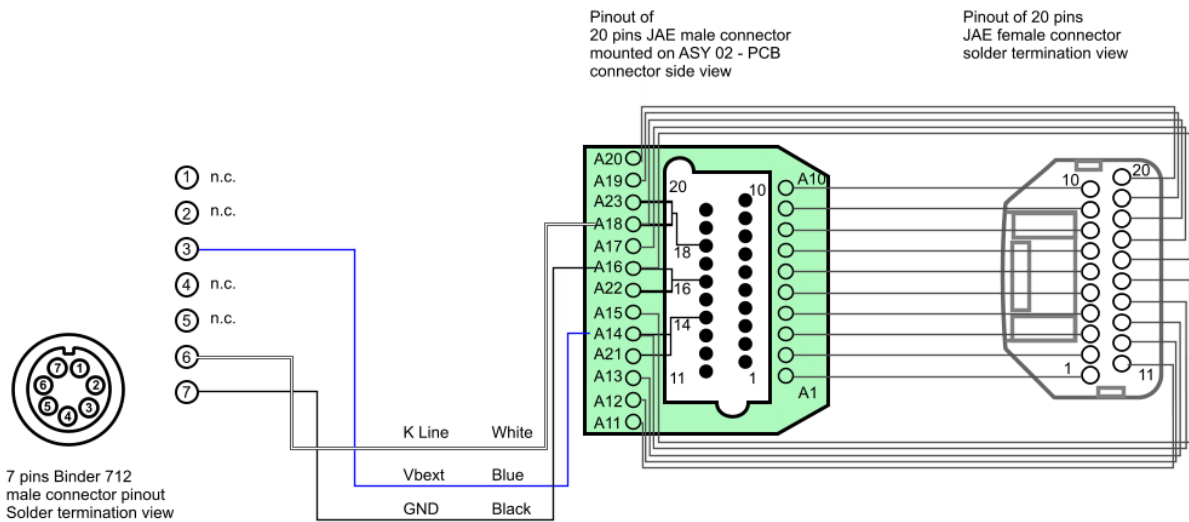 Pinout of
20 pins JAE male connector
mounted on ASY 02 - PCB
connector side view
Pinout of 20 pins
JAE female connector
solder termination view
1 n.c.
2 n.c.
3
4 n.c.
5 n.c.
6
7
7 1
6 2
5 3
4
7 pins Binder 712
male connector pinout
Solder termination view
K Line White
Vbext Blue
GND Black
A20
A19
A23
A18
A17
A16
A22
A15
A14
A21
A13
A12
A11
20 10
18
16
14
11 1
A10
A1
10 20
1 11